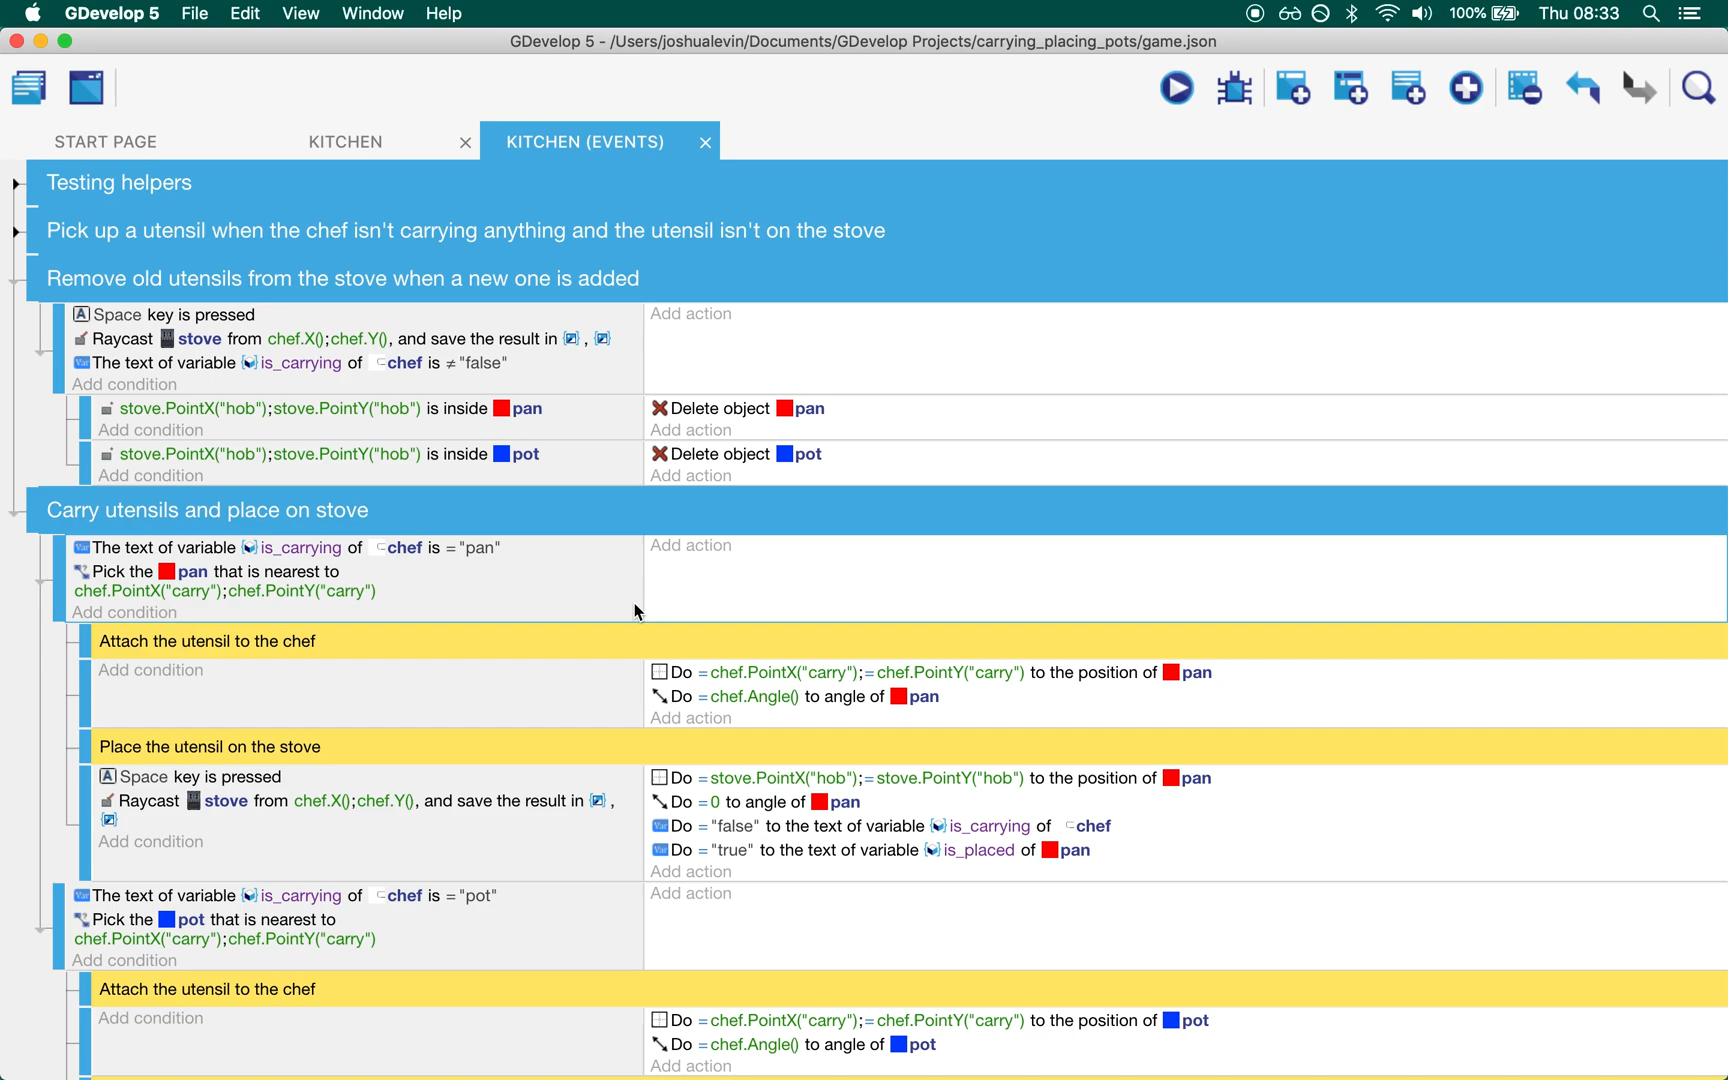 GDevelop 5 File Edit View Window Help 100% Thu 08:33
GDevelop 5 - /Users/joshualevin/Documents/GDevelop Projects/carrying_placing_pots/game.json
START PAGE KITCHEN KITCHEN (EVENTS)
Testing helpers
Pick up a utensil when the chef isn't carrying anything and the utensil isn't on the stove
Remove old utensils from the stove when a new one is added
Space key is pressed Add action
Raycast stove from chef.X();chef.Y(), and save the result in ,
The text of variable is_carrying of chef is ≠ "false"
Add condition
stove.PointX("hob");stove.PointY("hob") is inside pan Delete object pan
Add condition Add action
stove.PointX("hob");stove.PointY("hob") is inside pot Delete object pot
Add condition Add action
Carry utensils and place on stove
The text of variable is_carrying of chef is = "pan" Add action
Pick the pan that is nearest to
chef.PointX("carry");chef.PointY("carry")
Add condition
Attach the utensil to the chef
Add condition Do =chef.PointX("carry");= chef.PointY("carry") to the position of pan
Do =chef.Angle() to angle of pan
Add action
Place the utensil on the stove
Space key is pressed Do =stove.PointX("hob");= stove.PointY("hob") to the position of pan
Raycast stove from chef.X();chef.Y(), and save the result in , Do =0 to angle of pan
Do = "false" to the text of variable is_carrying of chef
Add condition Do = "true" to the text of variable is_placed of pan
Add action
The text of variable is_carrying of chef is = "pot" Add action
Pick the pot that is nearest to
chef.PointX("carry");chef.PointY("carry")
Add condition
Attach the utensil to the chef
Add condition Do =chef.PointX("carry");= chef.PointY("carry") to the position of pot
Do =chef.Angle() to angle of pot
Add action